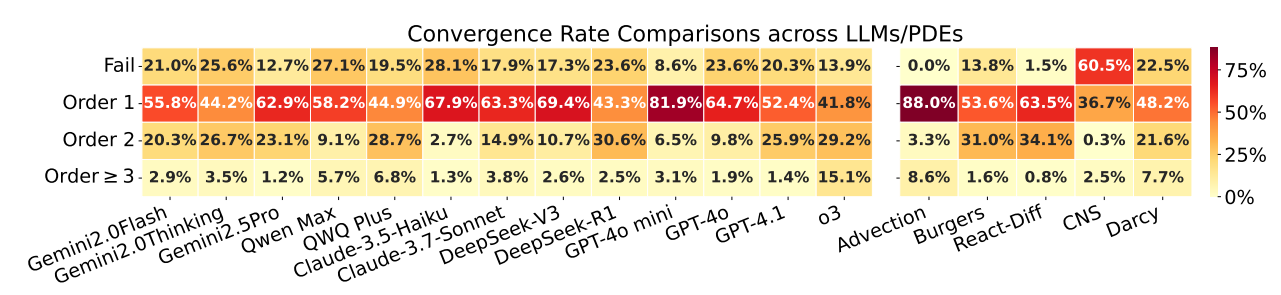 Convergence Rate Comparisons across LLMs/PDEs
Fail 21.0% 25.6% 12.7% 27.1% 19.5% 28.1% 17.9% 17.3% 23.6% 8.6% 23.6% 20.3% 13.9% 0.0% 13.8% 1.5% 60.5% 22.5%
Order 1 55.8% 44.2% 62.9% 58.2% 44.9% 67.9% 63.3% 69.4% 43.3% 81.9% 64.7% 52.4% 41.8% 88.0% 53.6% 63.5% 36.7% 48.2%
Order 2 20.3% 26.7% 23.1% 9.1% 28.7% 2.7% 14.9% 10.7% 30.6% 6.5% 9.8% 25.9% 29.2% 3.3% 31.0% 34.1% 0.3% 21.6%
Order ≥ 3 2.9% 3.5% 1.2% 5.7% 6.8% 1.3% 3.8% 2.6% 2.5% 3.1% 1.9% 1.4% 15.1% 8.6% 1.6% 0.8% 2.5% 7.7%
Gemini2.0Flash
Gemini2.0Thinking
Gemini2.5Pro
Qwen Max
QWQ Plus
Claude-3.5-Haiku
Claude-3.7-Sonnet
DeepSeek-V3
DeepSeek-R1
GPT-4o mini
GPT-4o
GPT-4.1
o3
Advection
Burgers
React-Diff
CNS
Darcy
75%
50%
25%
0%